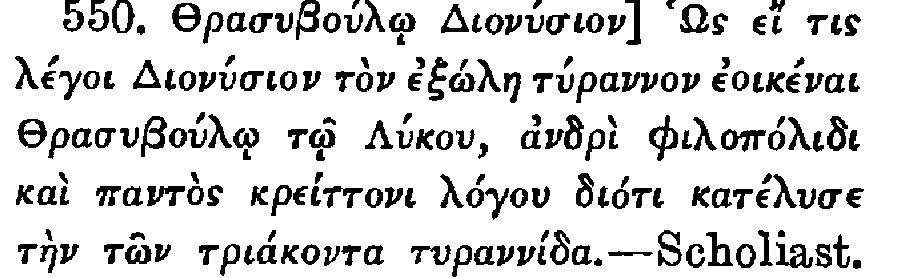 550. Θρασυβούλῳ Διονύσιον] Ὡς εἴ τις
λέγοι Διονύσιον τὸν ἐξώλη τύραννον ἐοικέναι
Θρασυβούλῳ τῷ Λύκου, ἀνδρὶ φιλοπόλιδι
καὶ παντὸς κρείττονι λόγου διότι κατέλυσε
τὴν τῶν τριάκοντα τυραννίδα.—Scholiast.